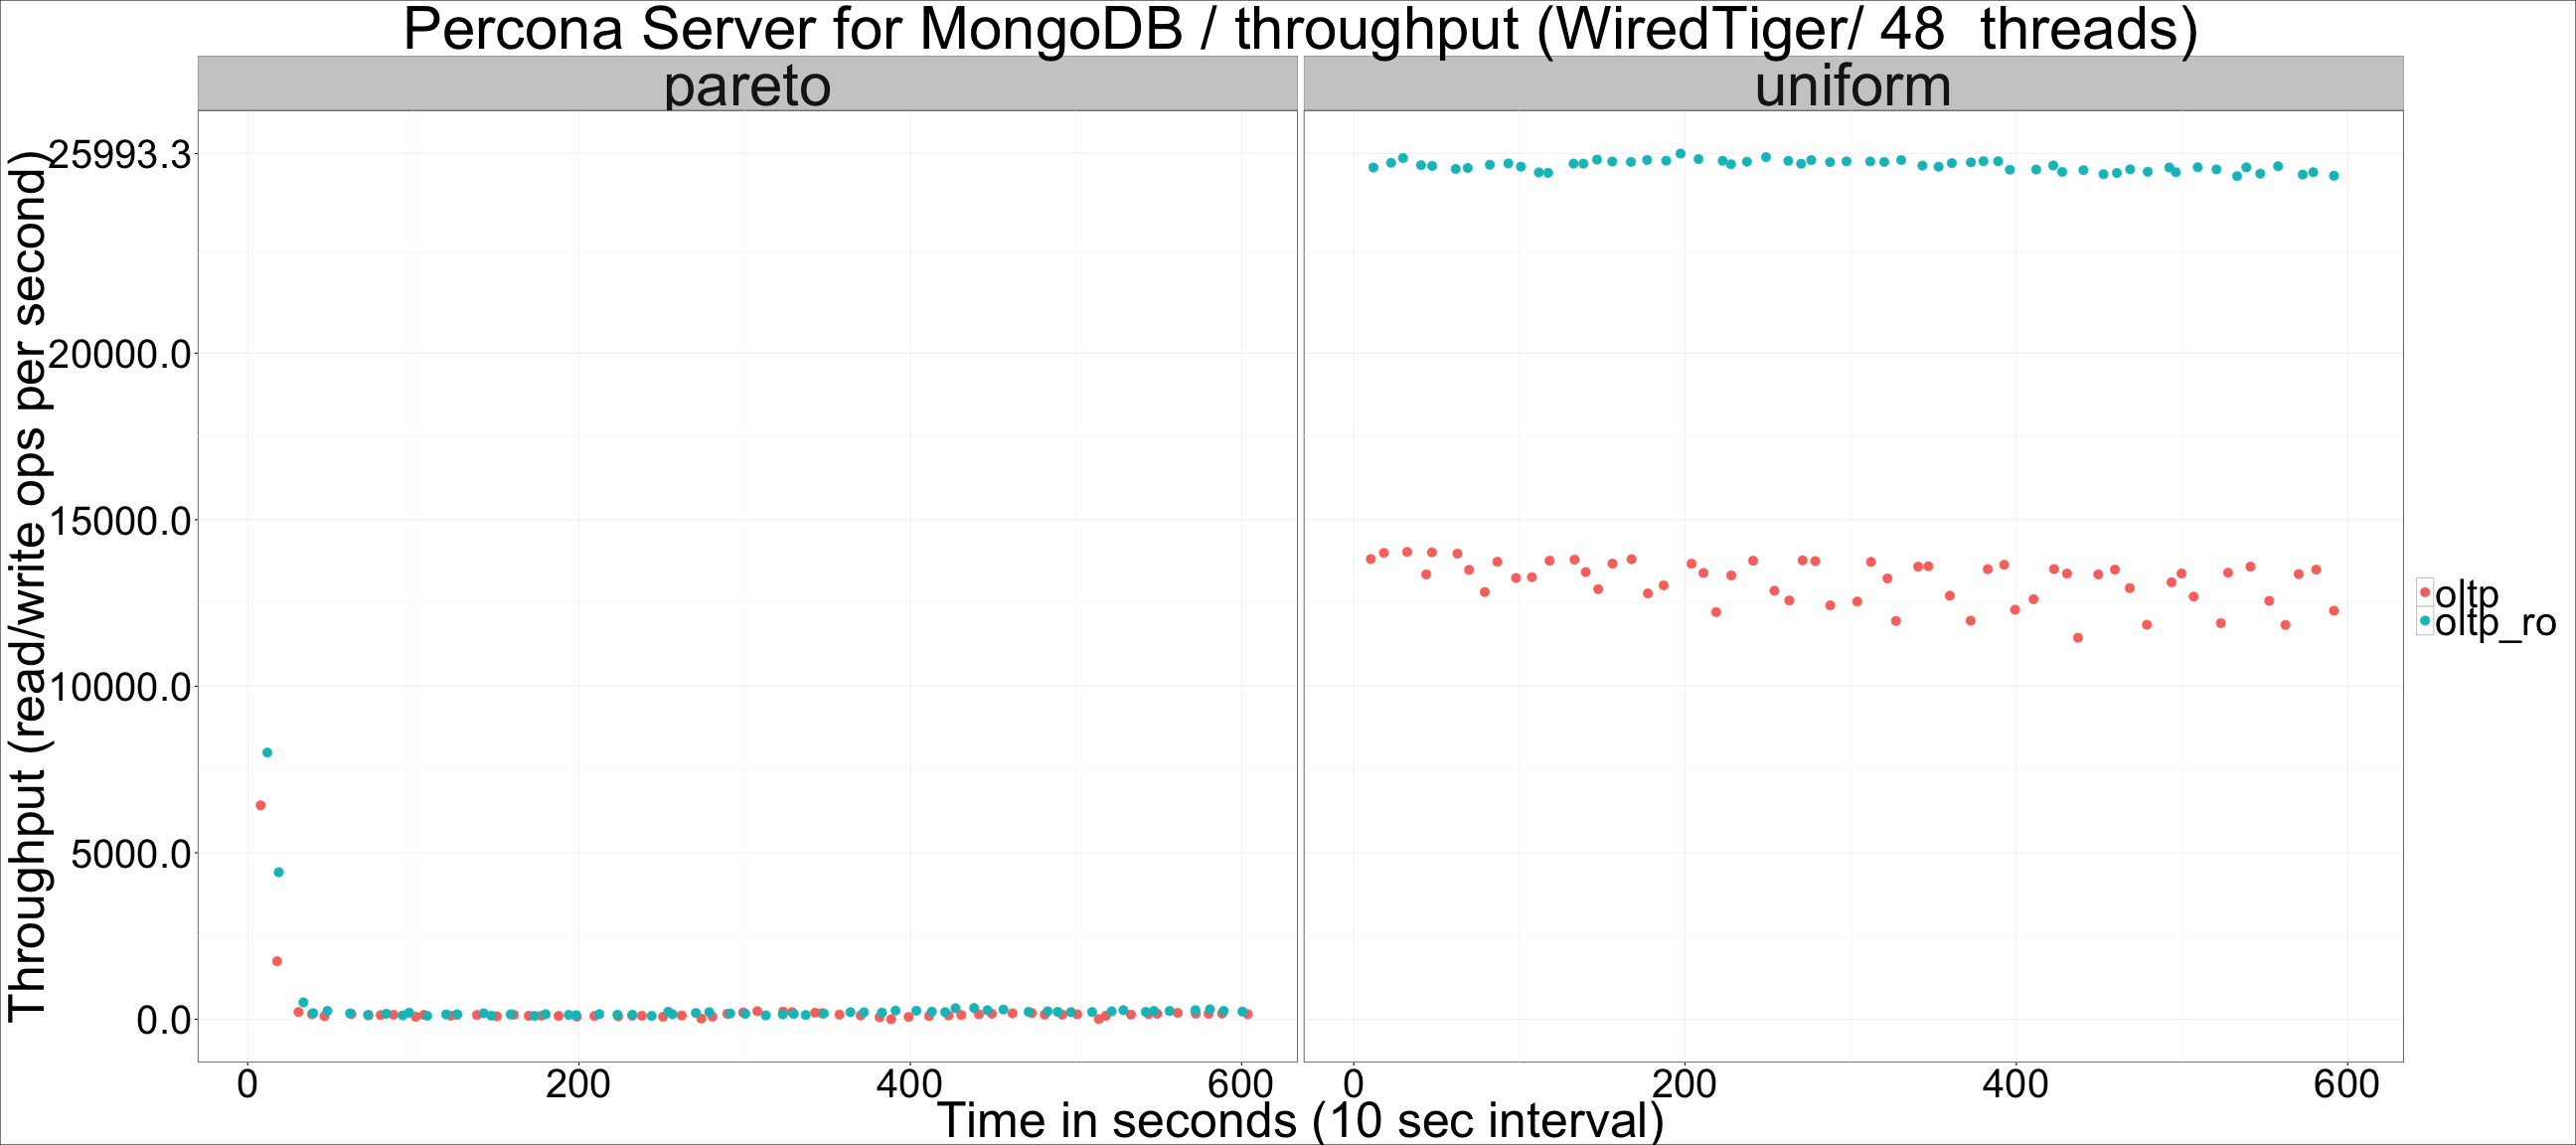 Percona Server for MongoDB / throughput (WiredTiger/ 48  threads)
pareto
uniform
Throughput (read/write ops per second)
25993.3
20000.0
15000.0
10000.0
5000.0
0.0
0 200 400 600
0 200 400 600
Time in seconds (10 sec interval)
oltp
oltp_ro